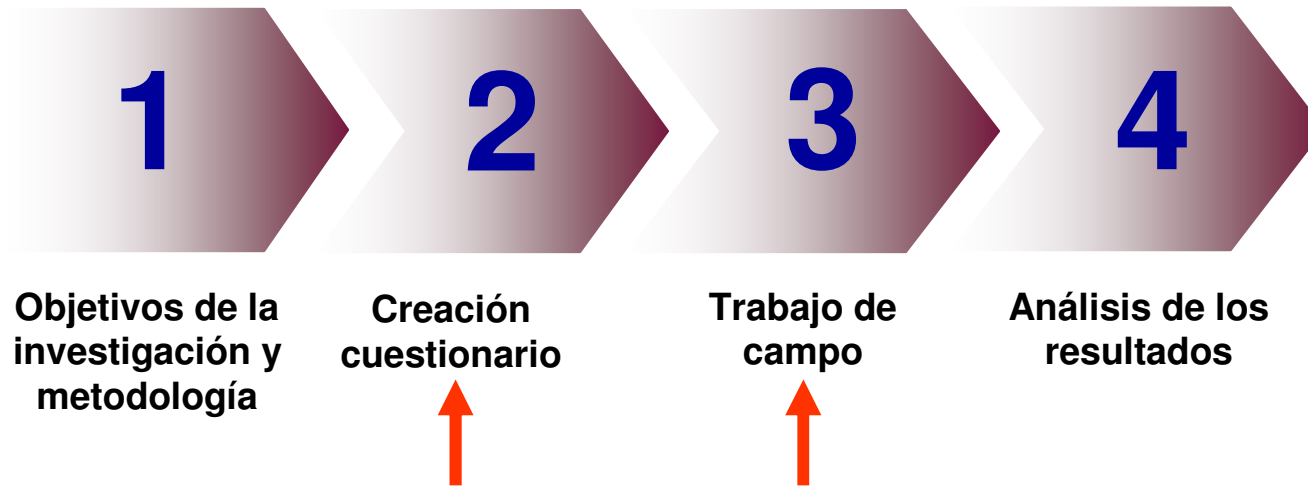 1
2
3
4
Objetivos de la
investigación y
metodología
Creación
cuestionario
Trabajo de
campo
Análisis de los
resultados